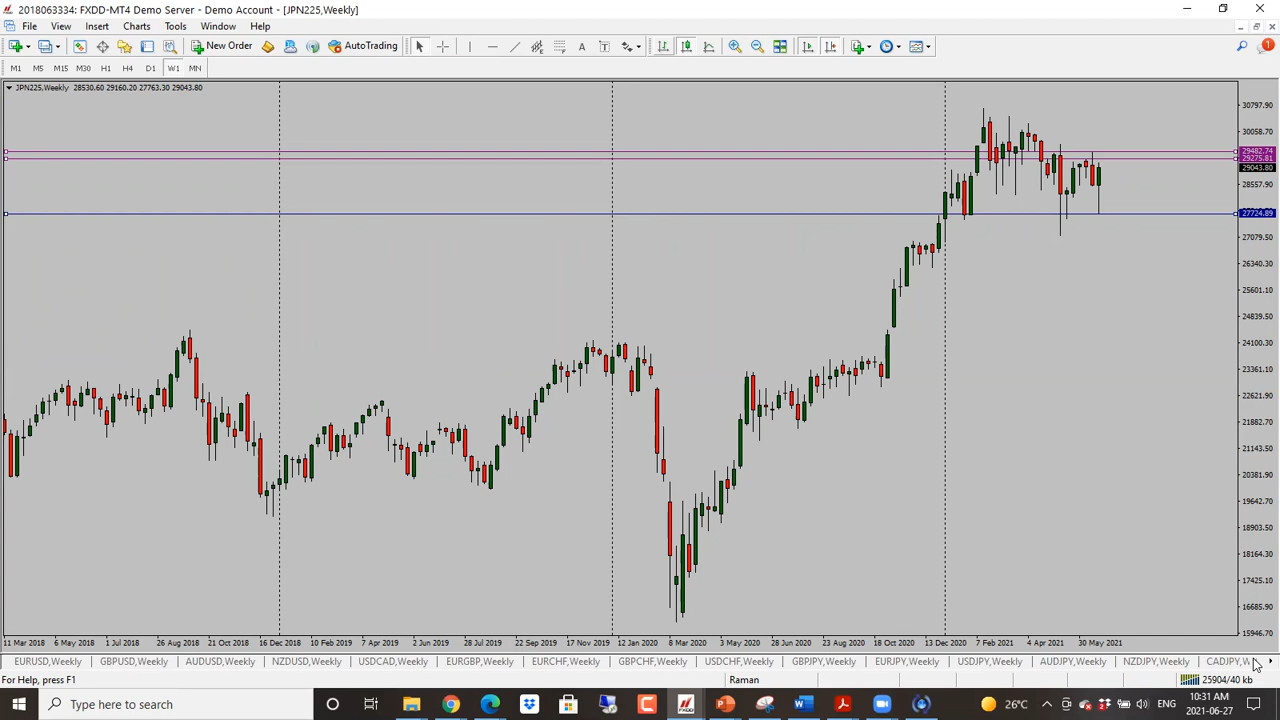 2018063334: FXDD-MT4 Demo Server - Demo Account - [JPN225,Weekly]
File View Insert Charts Tools Window Help
New Order AutoTrading
M1 M5 M15 M30 H1 H4 D1 W1 MN
JPN225,Weekly 28530.60 29160.20 27763.30 29043.80
30797.90
30058.70
29482.74
29275.81
29043.80
28557.90
27724.89
27079.50
26340.30
25601.10
24839.50
24100.30
23361.10
22621.90
21882.70
21143.50
20381.90
19642.70
18903.50
18164.30
17425.10
16685.90
15946.70
11 Mar 2018 6 May 2018 1 Jul 2018 26 Aug 2018 21 Oct 2018 16 Dec 2018 10 Feb 2019 7 Apr 2019 2 Jun 2019 28 Jul 2019 22 Sep 2019 17 Nov 2019 12 Jan 2020 8 Mar 2020 3 May 2020 28 Jun 2020 23 Aug 2020 18 Oct 2020 13 Dec 2020 7 Feb 2021 4 Apr 2021 30 May 2021
EURUSD,Weekly GBPUSD,Weekly AUDUSD,Weekly NZDUSD,Weekly USDCAD,Weekly EURGBP,Weekly EURCHF,Weekly GBPCHF,Weekly USDCHF,Weekly GBPJPY,Weekly EURJPY,Weekly USDJPY,Weekly AUDJPY,Weekly NZDJPY,Weekly CADJPY,W
For Help, press F1 Raman 25904/40 kb
Type here to search 26°C ENG 10:31 AM 2021-06-27